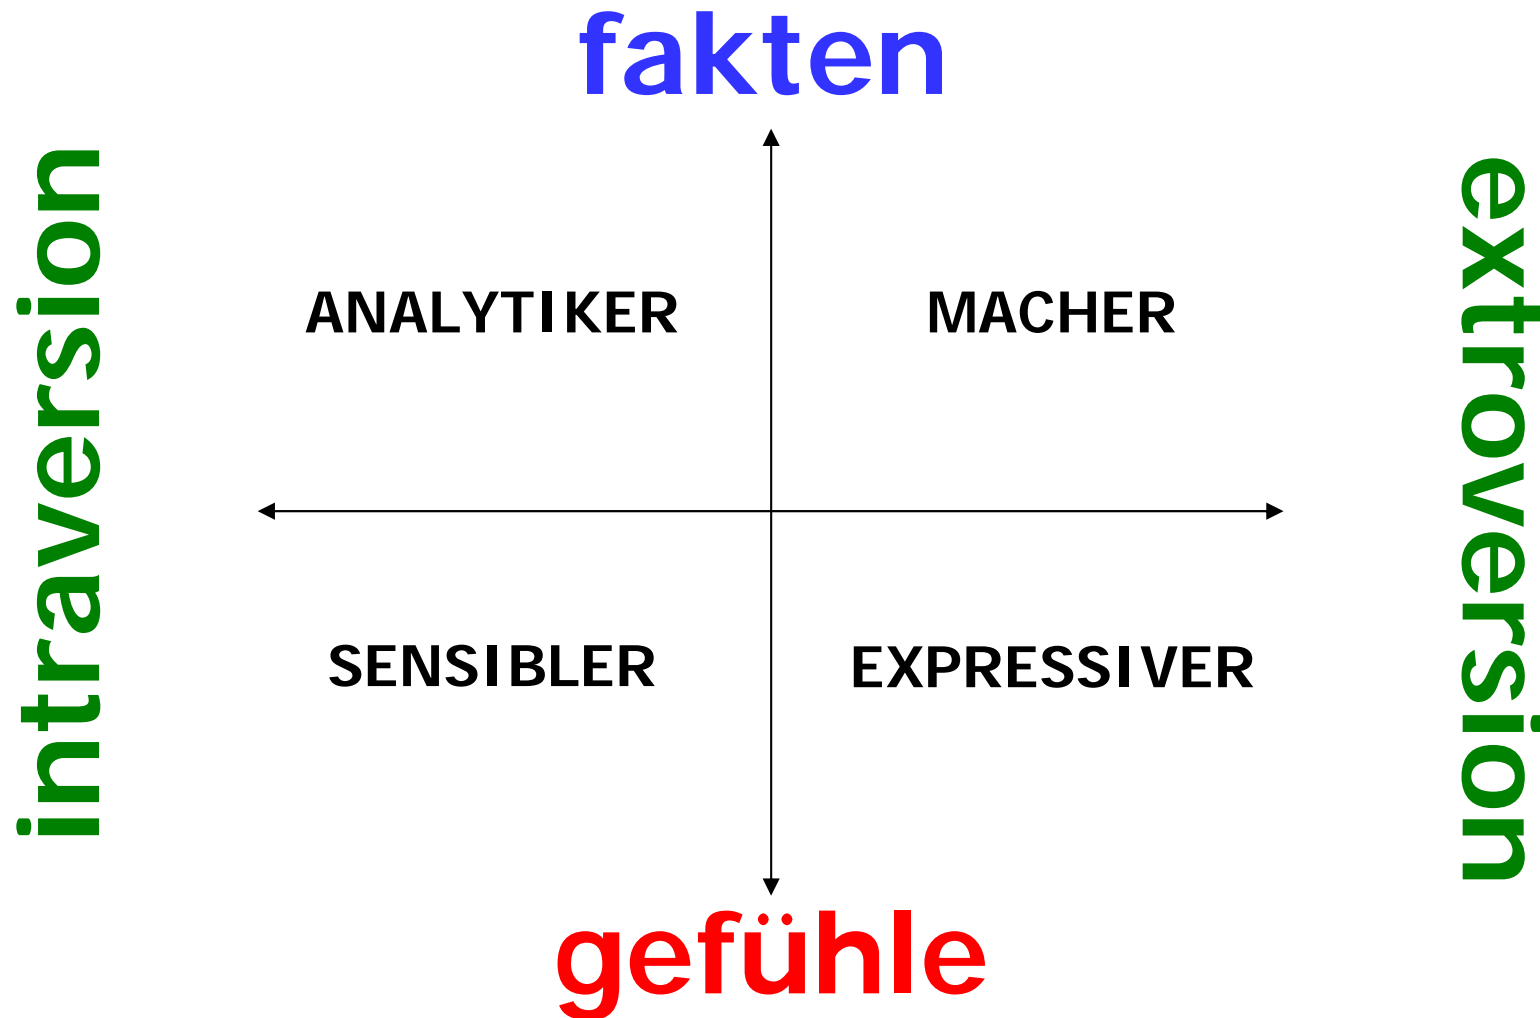 fakten
intraversion
extroversion
ANALYTIKER
MACHER
SENSIBLER
EXPRESSIVER
gefühle